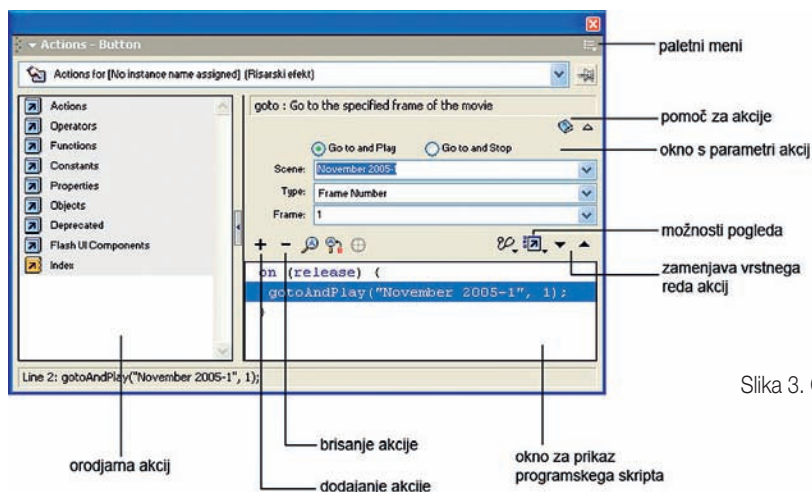 Actions - Button
paletni meni
Actions for [No instance name assigned] (Risarski efekt)
Actions
Operators
Functions
Constants
Properties
Objects
Deprecated
Flash UI Components
Index
goto : Go to the specified frame of the movie
pomoč za akcije
Go to and Play
Go to and Stop
okno s parametri akcij
Scene:
November 2005-1
Type:
Frame Number
Frame:
1
možnosti pogleda
zamenjava vrstnega
reda akcij
on (release) {
gotoAndPlay("November 2005-1", 1);
}
Line 2: gotoAndPlay("November 2005-1", 1);
Slika 3.
orodjarna akcij
brisanje akcije
dodajanje akcije
okno za prikaz
programskega skripta